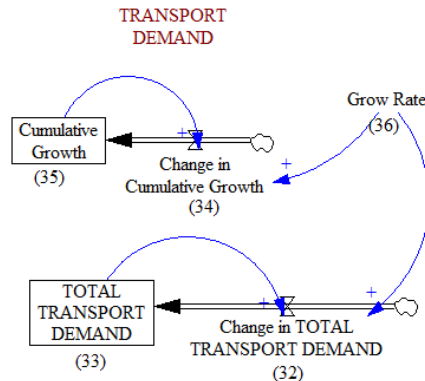 TRANSPORT
DEMAND
Cumulative
Growth
(35)
+
Change in
Cumulative Growth
(34)
Grow Rate
(36)
+
TOTAL
TRANSPORT
DEMAND
(33)
+
Change in TOTAL
TRANSPORT DEMAND
(32)
+